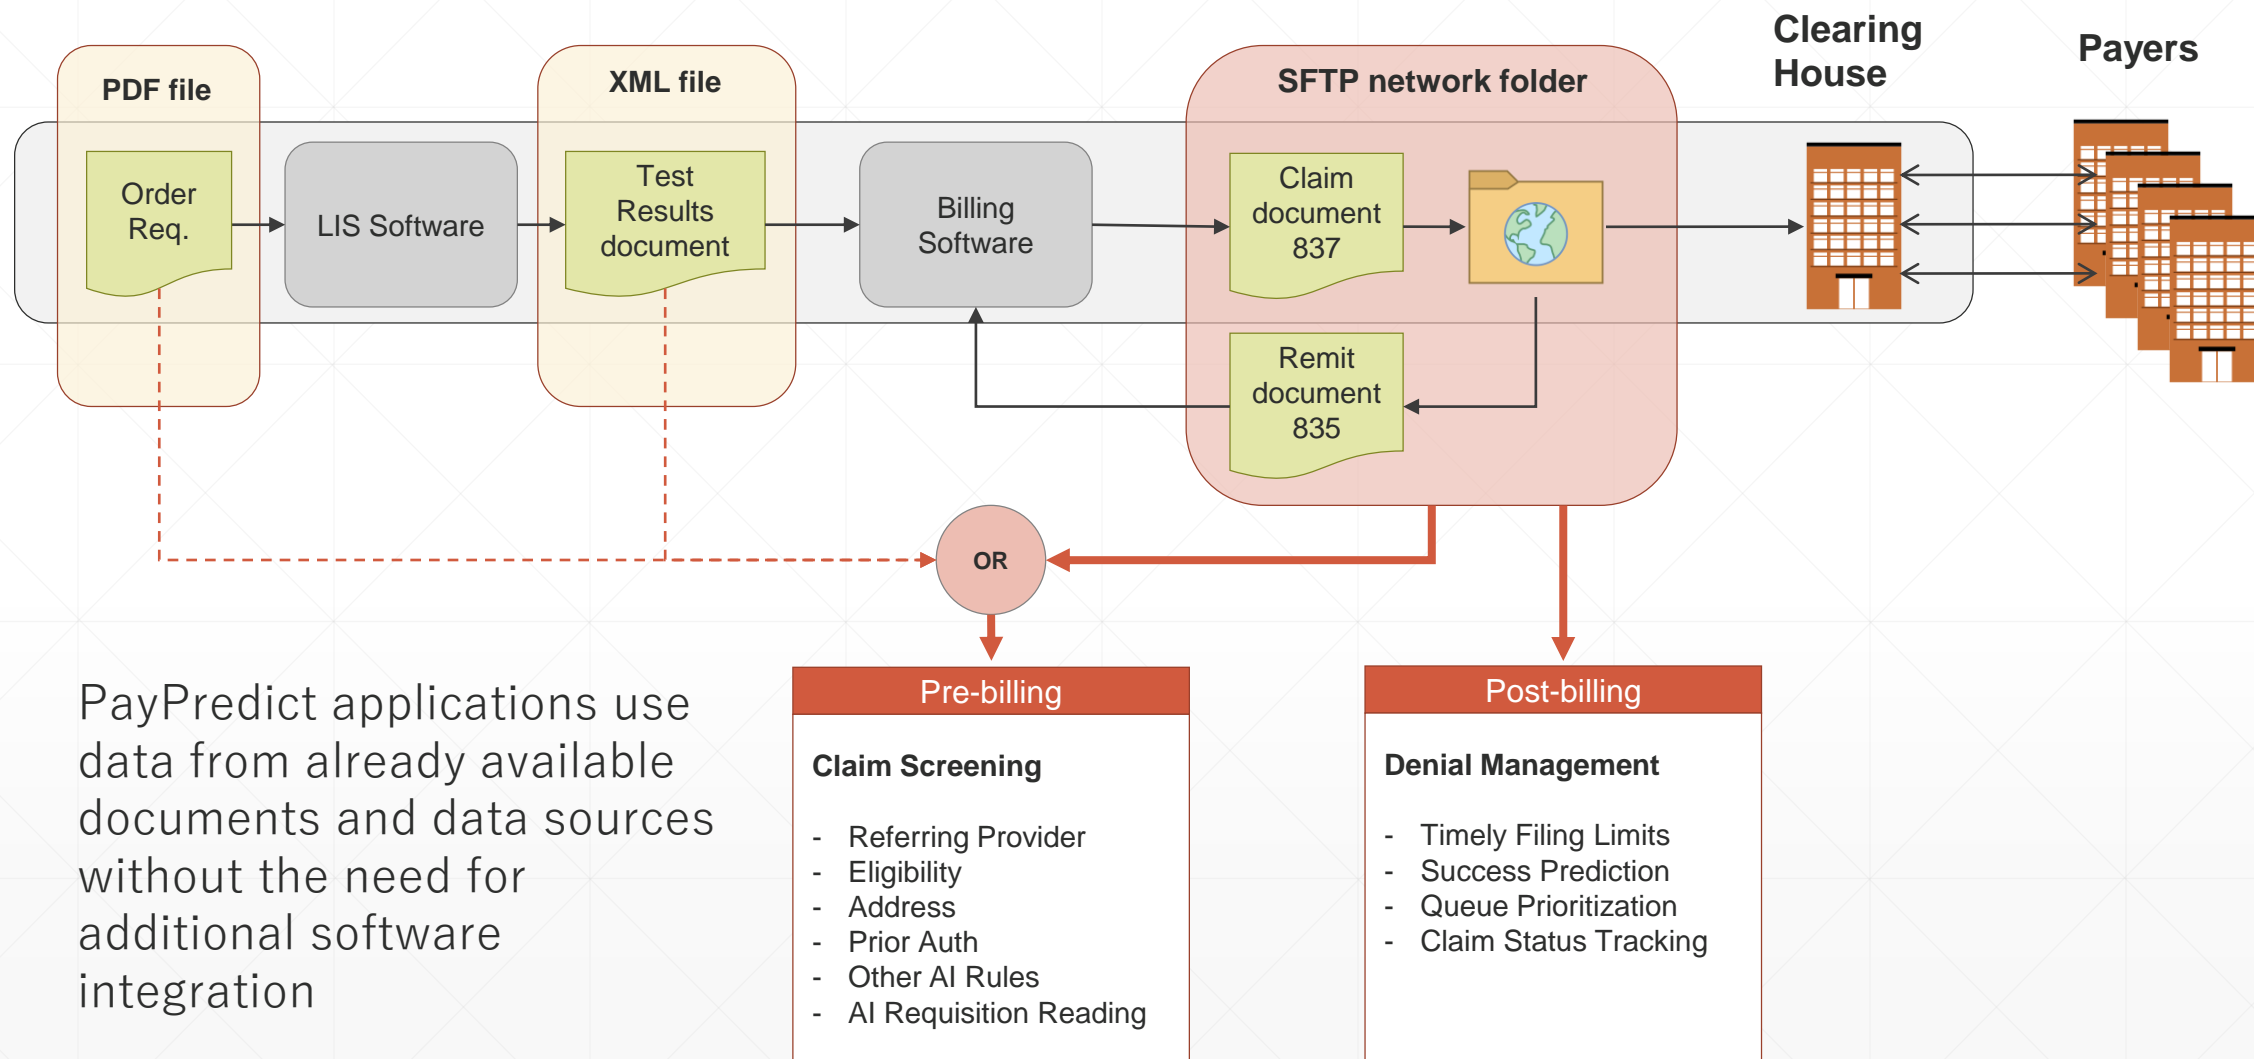 Clearing
House
Payers
PDF file
XML file
SFTP network folder
Order
Req.
LIS Software
Test
Results
document
Billing
Software
Claim
document
837
Remit
document
835
OR
PayPredict applications use
data from already available
documents and data sources
without the need for
additional software
integration
Pre-billing
Claim Screening
- Referring Provider
- Eligibility
- Address
- Prior Auth
- Other AI Rules
- AI Requisition Reading
Post-billing
Denial Management
- Timely Filing Limits
- Success Prediction
- Queue Prioritization
- Claim Status Tracking